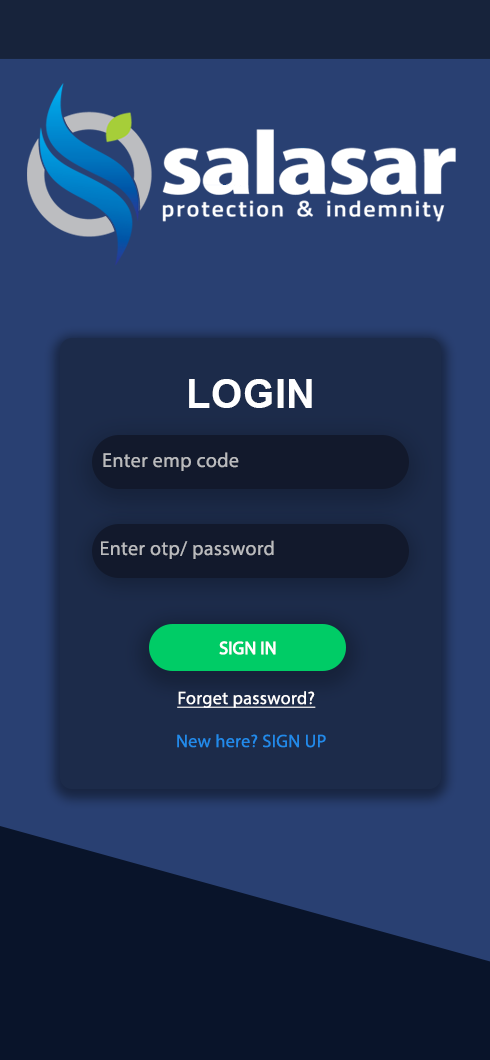 salasar
protection & indemnity
LOGIN
Enter emp code
Enter otp/ password
SIGN IN
Forget password?
New here? SIGN UP